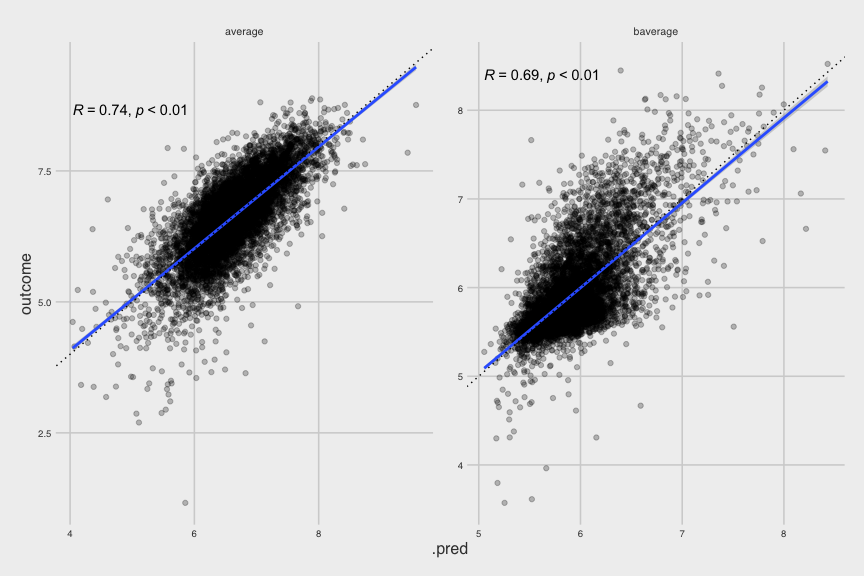 average
baverage
R = 0.74, p < 0.01
R = 0.69, p < 0.01
outcome
7.5
5.0
2.5
8
7
6
5
4
4
6
8
5
6
7
8
.pred